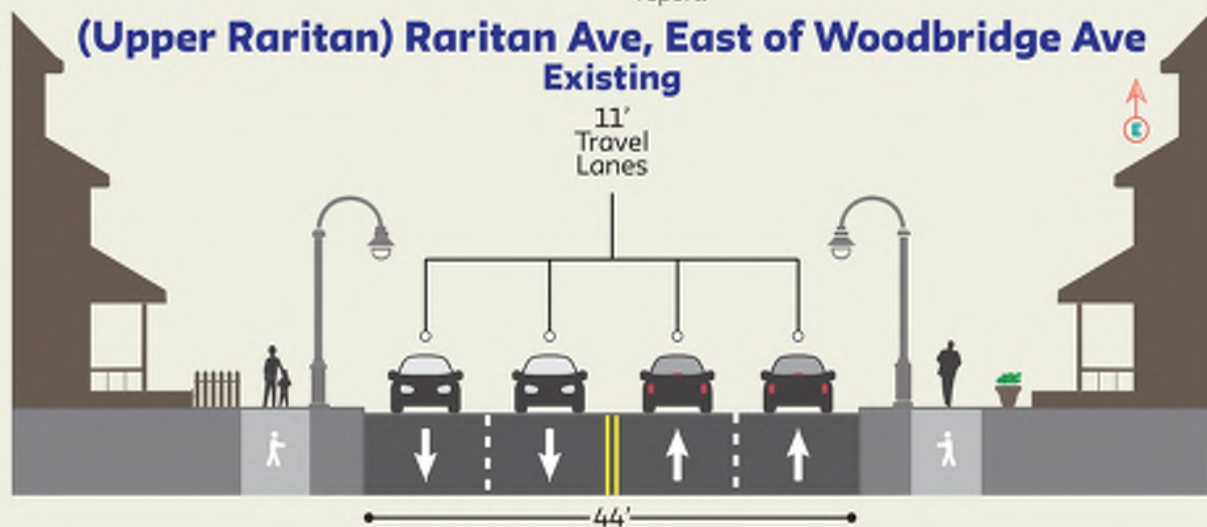 (Upper Raritan) Raritan Ave, East of Woodbridge Ave
Existing
11'
Travel
Lanes
E
44'